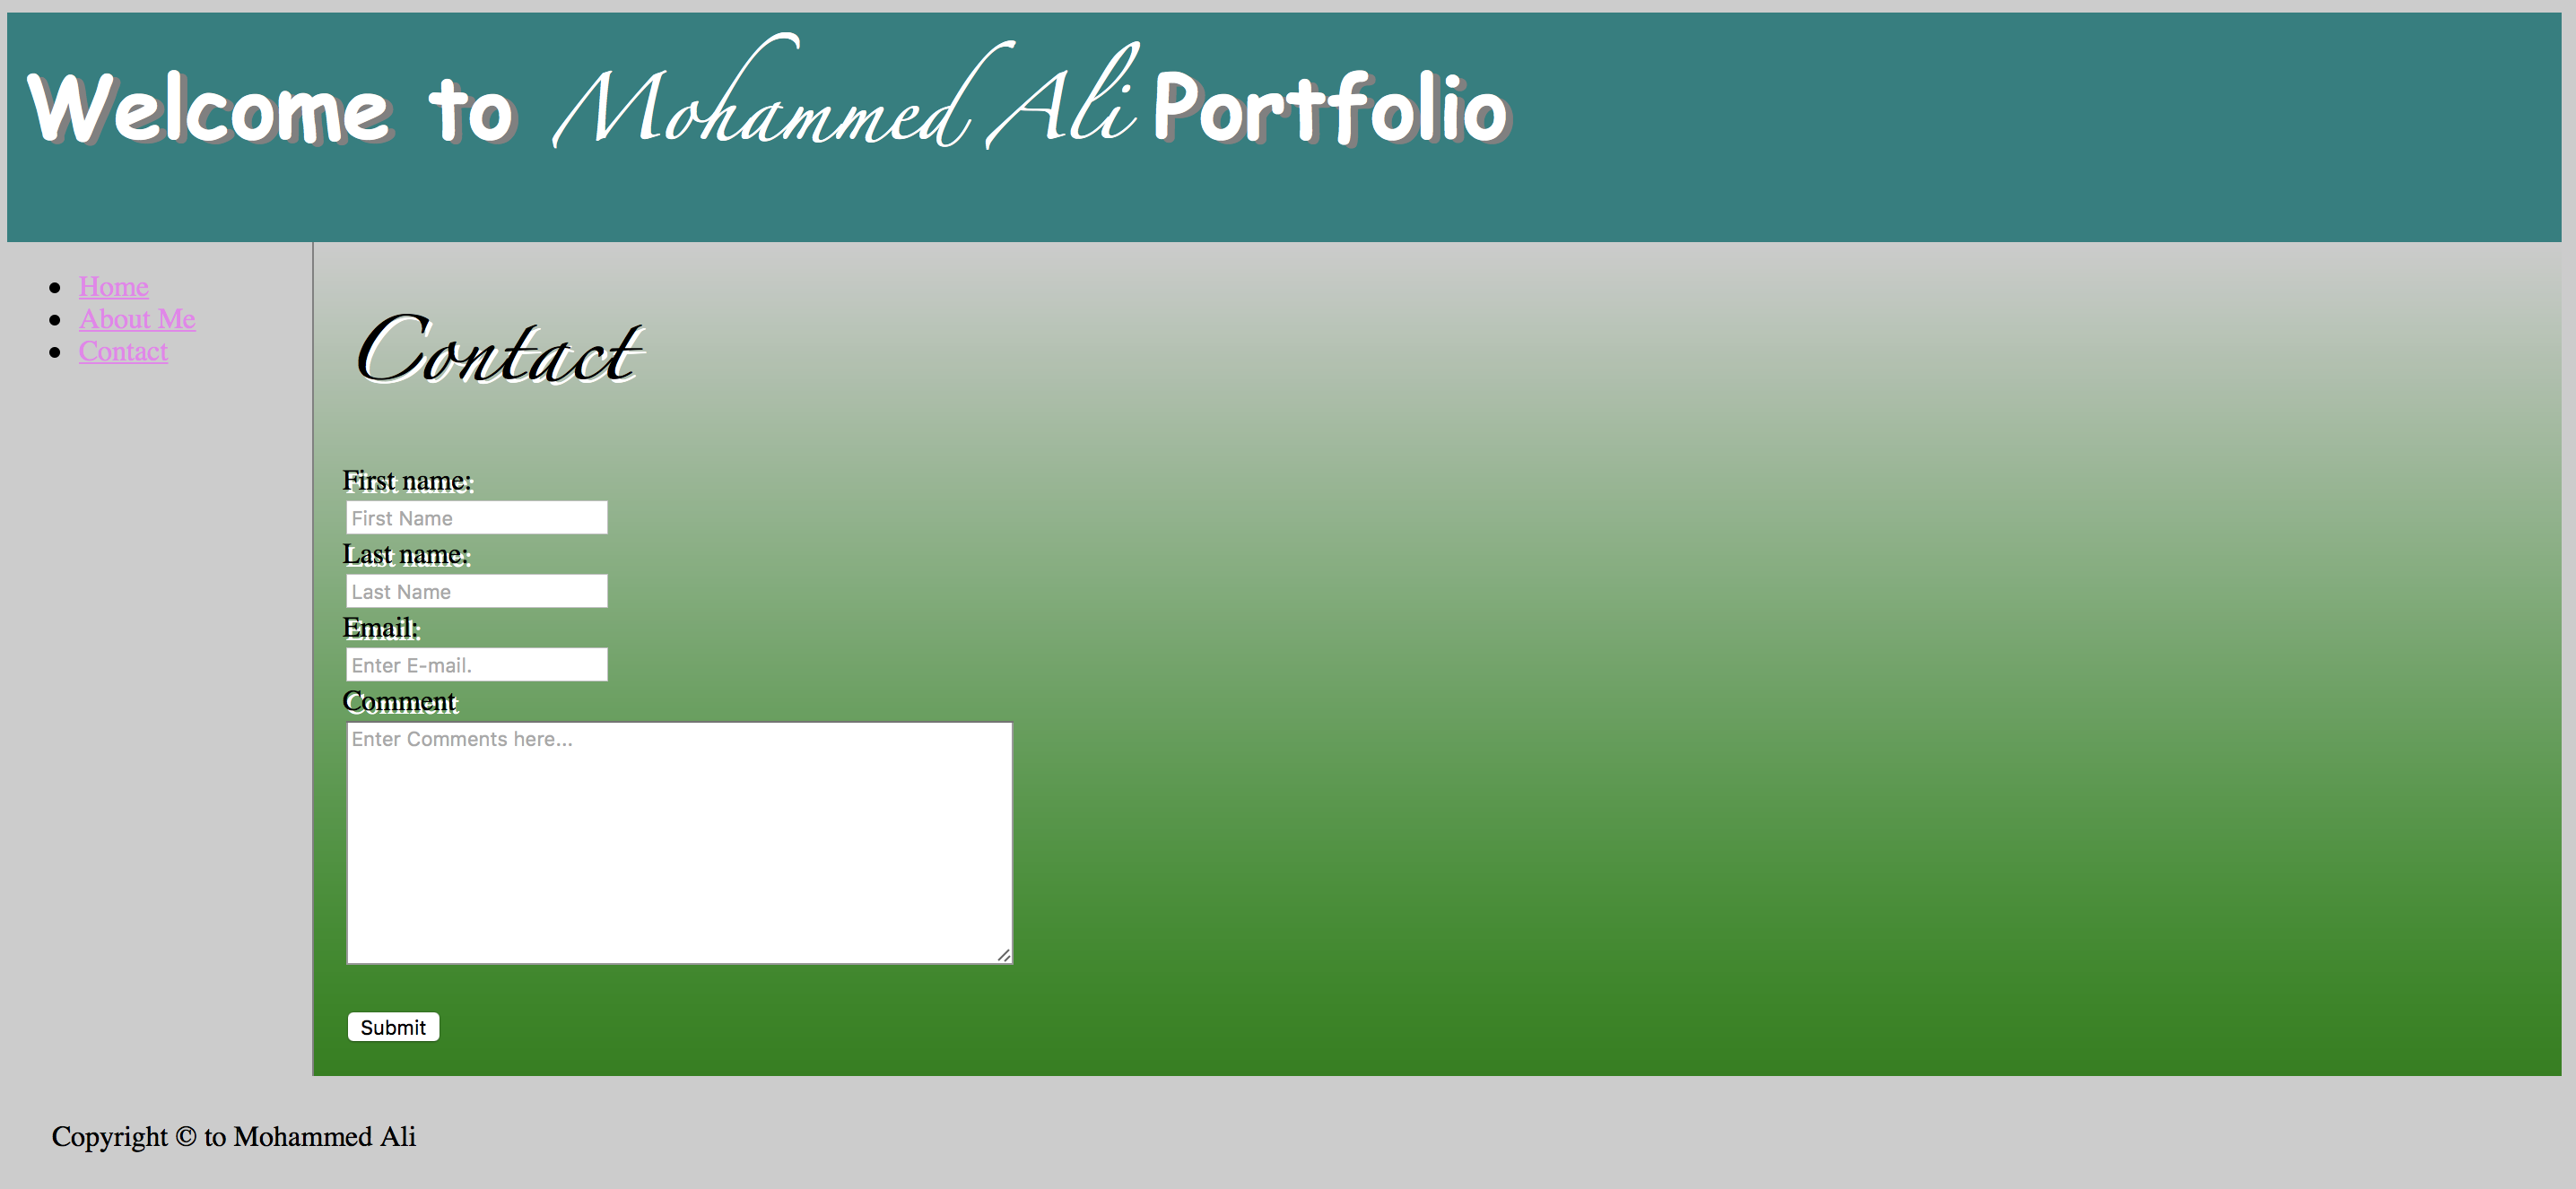 Welcome to Mohammed Ali Portfolio
Home
About Me
Contact
Contact
First name:
First Name
Last name:
Last Name
Email:
Enter E-mail.
Comment
Enter Comments here...
Submit
Copyright © to Mohammed Ali